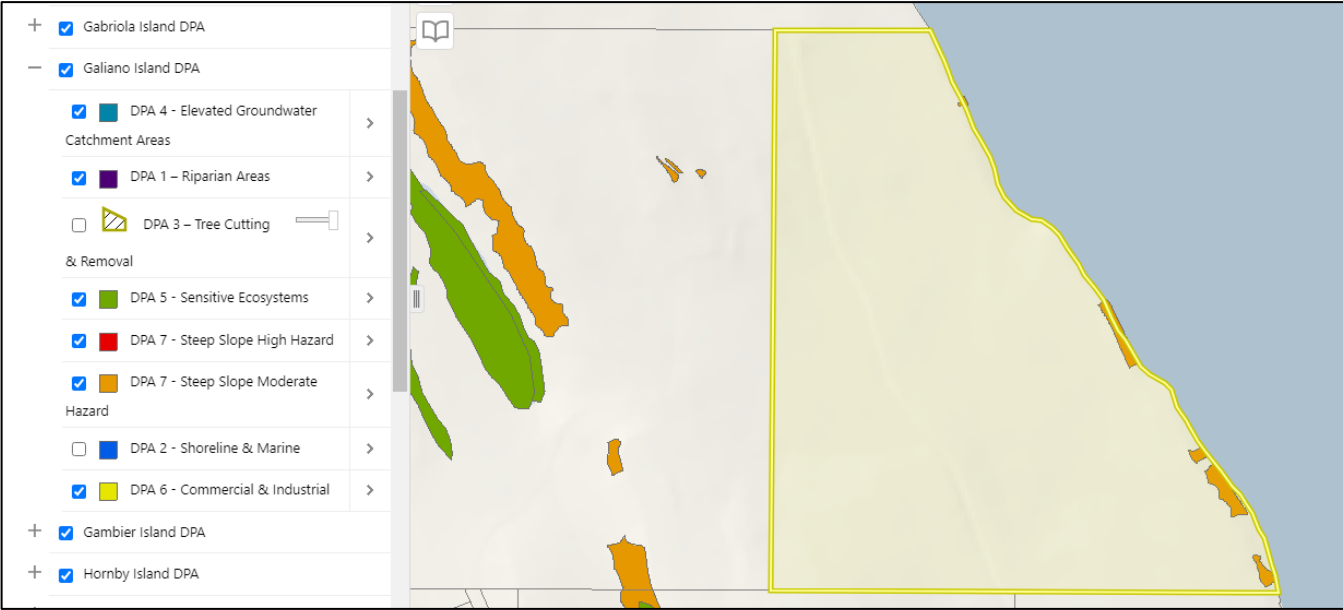 Gabriola Island DPA
Galiano Island DPA
DPA 4 - Elevated Groundwater
Catchment Areas
DPA 1 – Riparian Areas
DPA 3 – Tree Cutting
& Removal
DPA 5 - Sensitive Ecosystems
DPA 7 - Steep Slope High Hazard
DPA 7 - Steep Slope Moderate
Hazard
DPA 2 - Shoreline & Marine
DPA 6 - Commercial & Industrial
Gambier Island DPA
Hornby Island DPA